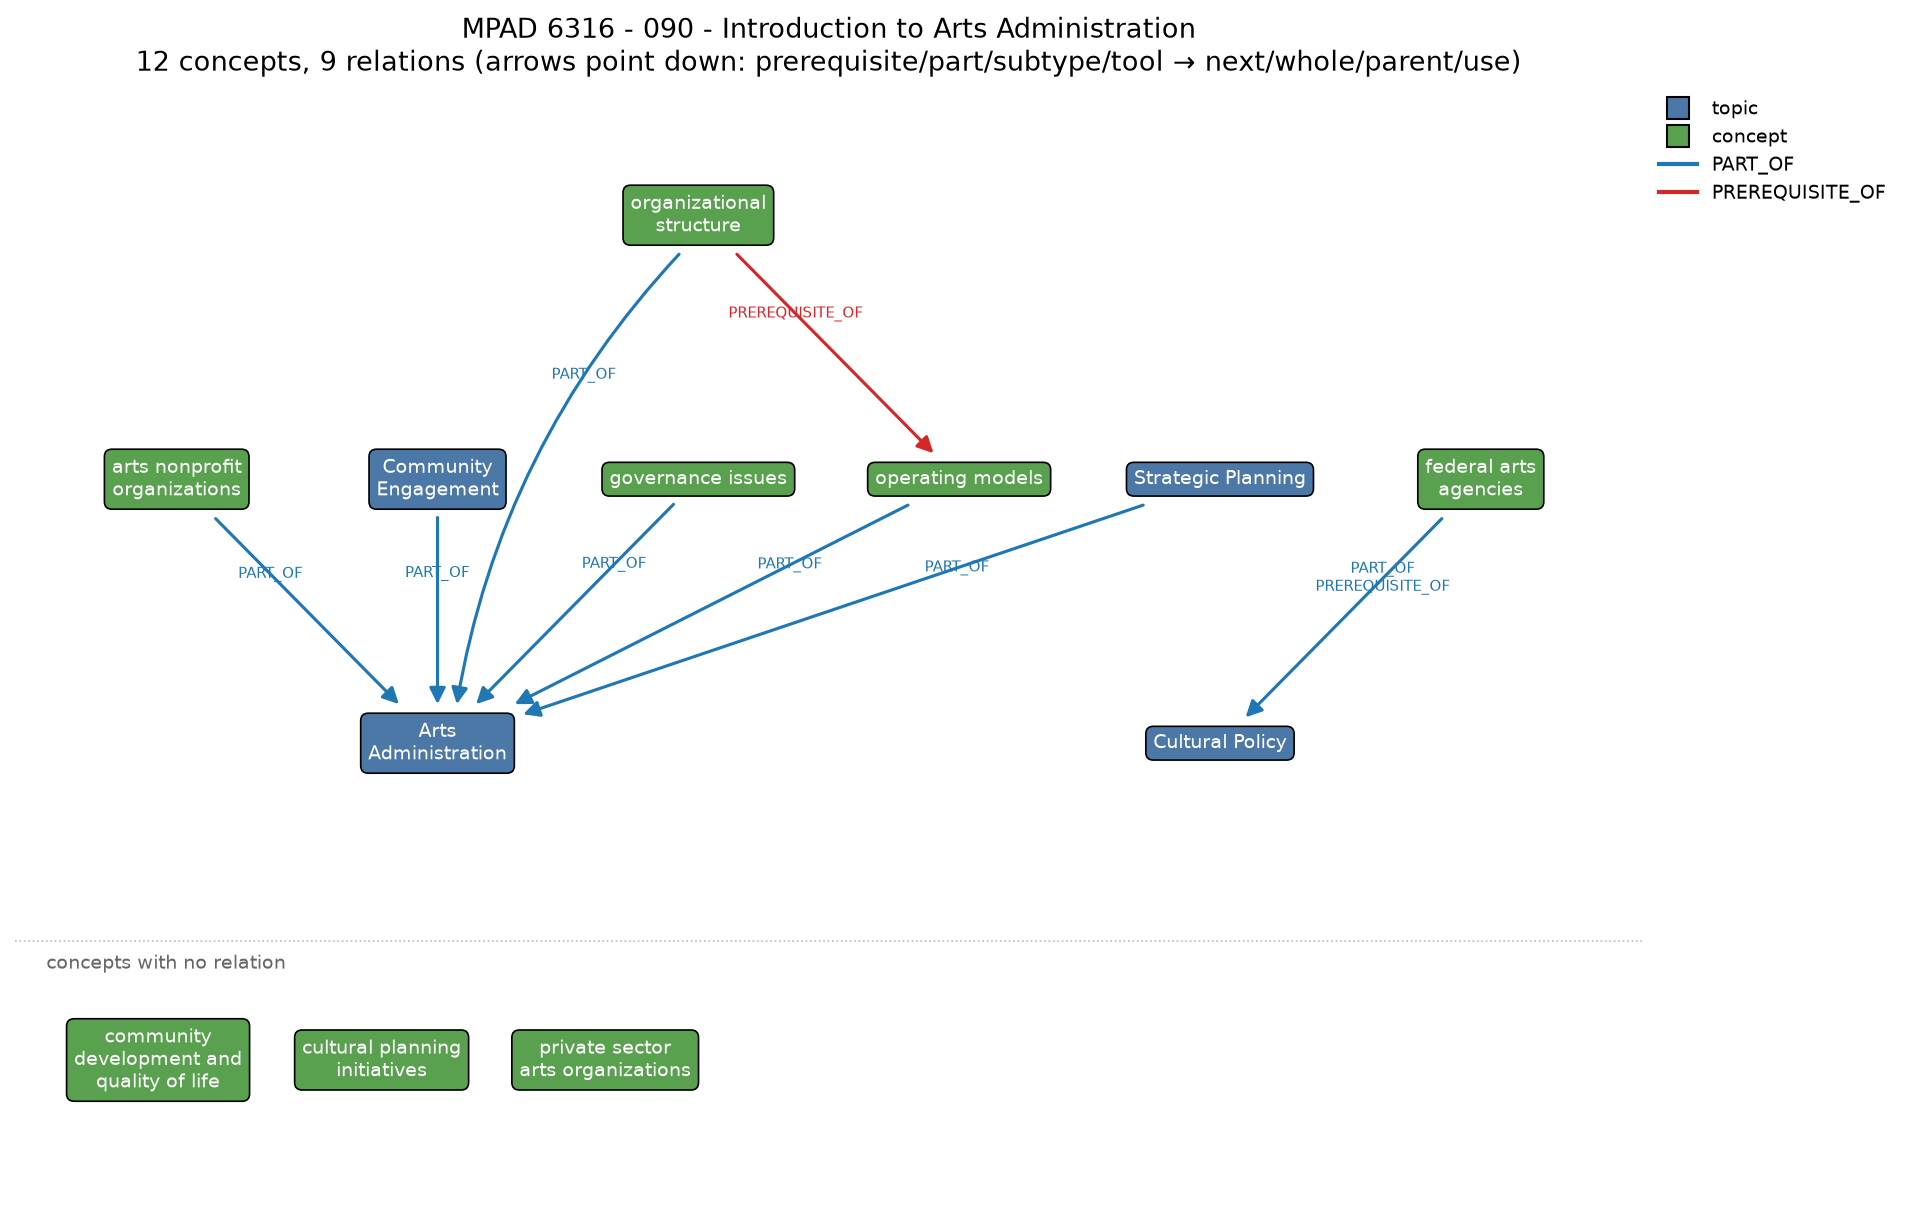 MPAD 6316 - 090 - Introduction to Arts Administration
12 concepts, 9 relations (arrows point down: prerequisite/part/subtype/tool → next/whole/parent/use)
topic
concept
PART_OF
PREREQUISITE_OF
organizational
structure
PREREQUISITE_OF
PART_OF
arts nonprofit
organizations
Community
Engagement
governance issues
operating models
Strategic Planning
federal arts
agencies
PART_OF
PART_OF
PART_OF
PART_OF
PART_OF
PART_OF
PREREQUISITE_OF
Arts
Administration
Cultural Policy
concepts with no relation
community
development and
quality of life
cultural planning
initiatives
private sector
arts organizations